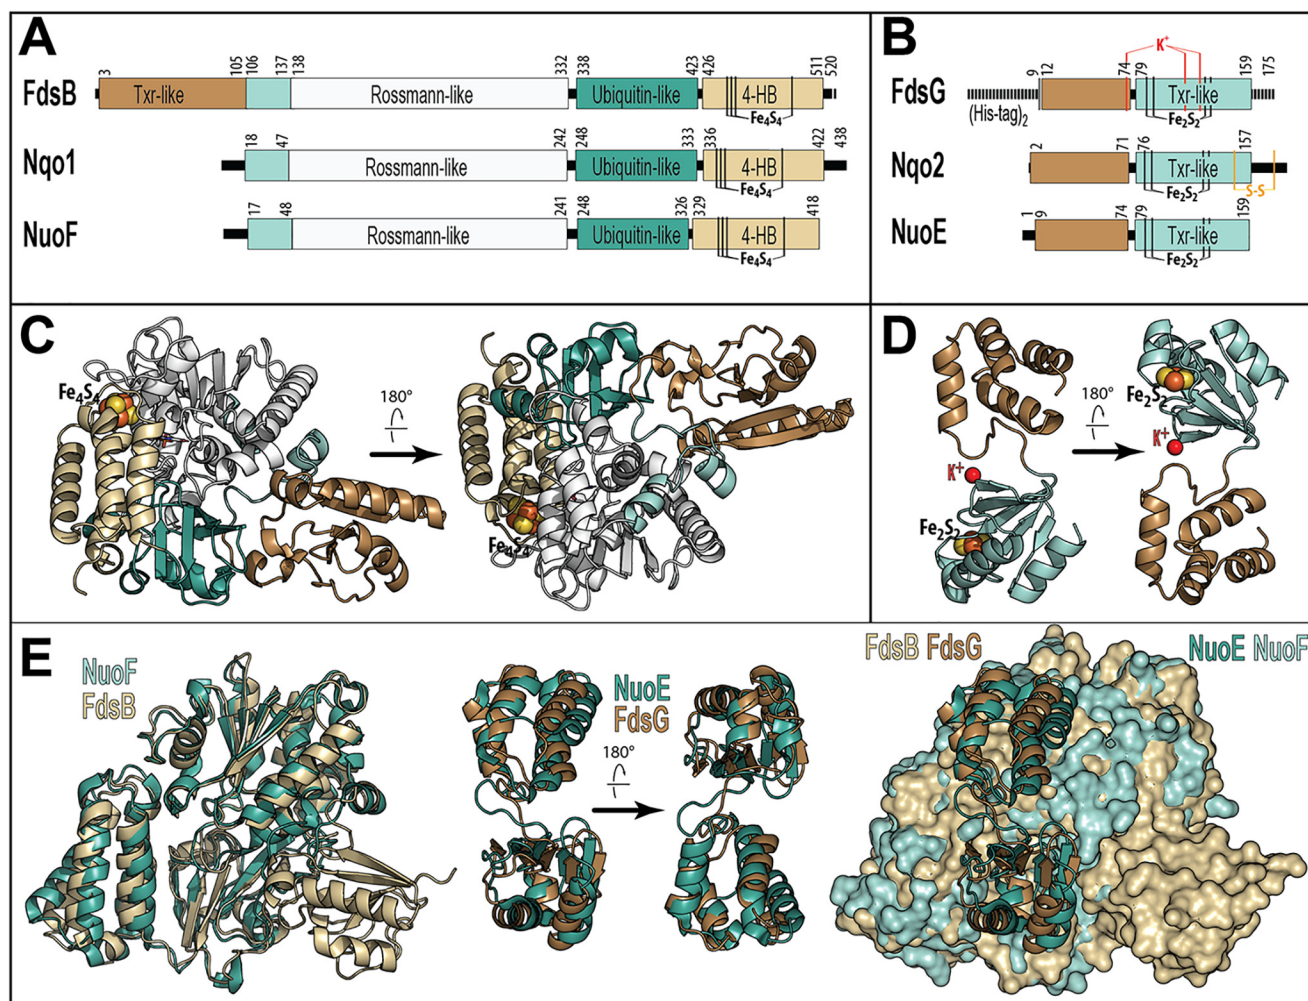 A
3 105 106 137 138 332 338 423 426 511 520
FdsB Txr-like Rossmann-like Ubiquitin-like 4-HB
Fe4S4
18 47 242 248 333 336 422 438
Nqo1 Rossmann-like Ubiquitin-like 4-HB
Fe4S4
17 48 241 248 326 329 418
NuoF Rossmann-like Ubiquitin-like 4-HB
Fe4S4
B
K+
9 12 74 79 159 175
FdsG Txr-like
(His-tag)2 Fe2S2
2 71 76 157
Nqo2 Txr-like
Fe2S2 S-S
1 9 74 79 159
NuoE Txr-like
Fe2S2
C
Fe4S4
180°
Fe4S4
D
Fe2S2
180°
K+
K+
Fe2S2
E
NuoF
FdsB
NuoE
FdsG
180°
FdsB FdsG
NuoE NuoF